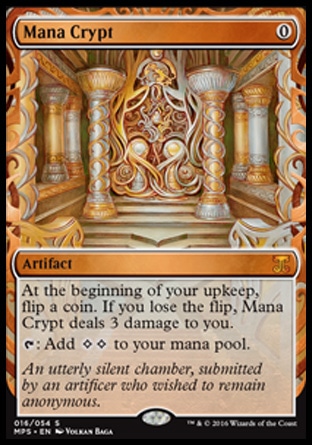 Mana Crypt 0
Artifact
At the beginning of your upkeep,
flip a coin. If you lose the flip, Mana
Crypt deals 3 damage to you.
: Add ◇◇ to your mana pool.
An utterly silent chamber, submitted
by an artificer who wished to remain
anonymous.
016/054 S
MPS • EN Volkan Baga
™ & © 2016 Wizards of the Coast